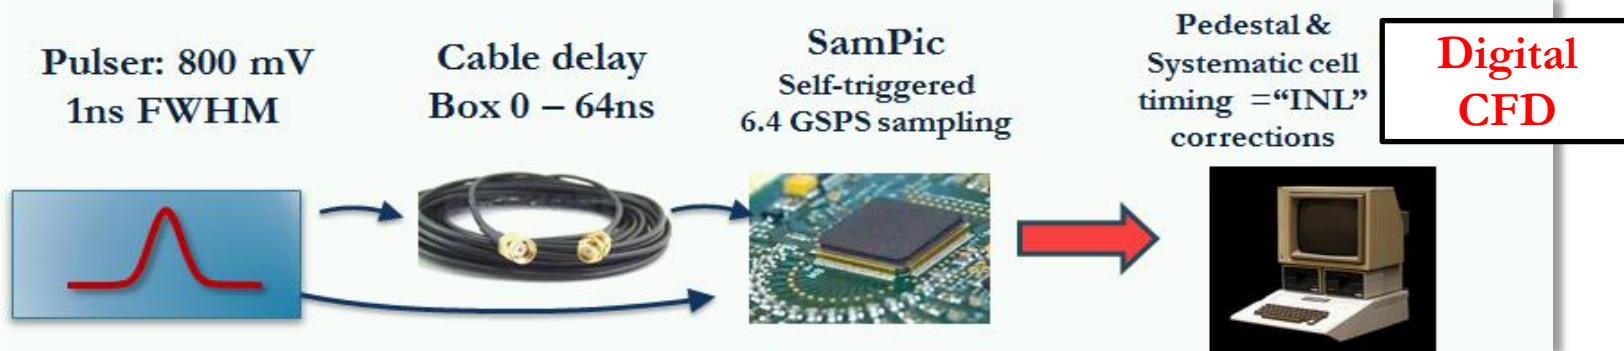 Pulser: 800 mV
1ns FWHM
Cable delay
Box 0 – 64ns
SamPic
Self-triggered
6.4 GSPS sampling
Pedestal &
Systematic cell
timing =“INL”
corrections
Digital
CFD